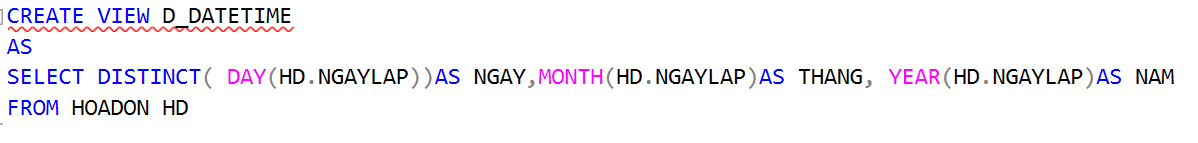 CREATE VIEW D_DATETIME
AS
SELECT DISTINCT( DAY(HD.NGAYLAP))AS NGAY,MONTH(HD.NGAYLAP)AS THANG, YEAR(HD.NGAYLAP)AS NAM
FROM HOADON HD